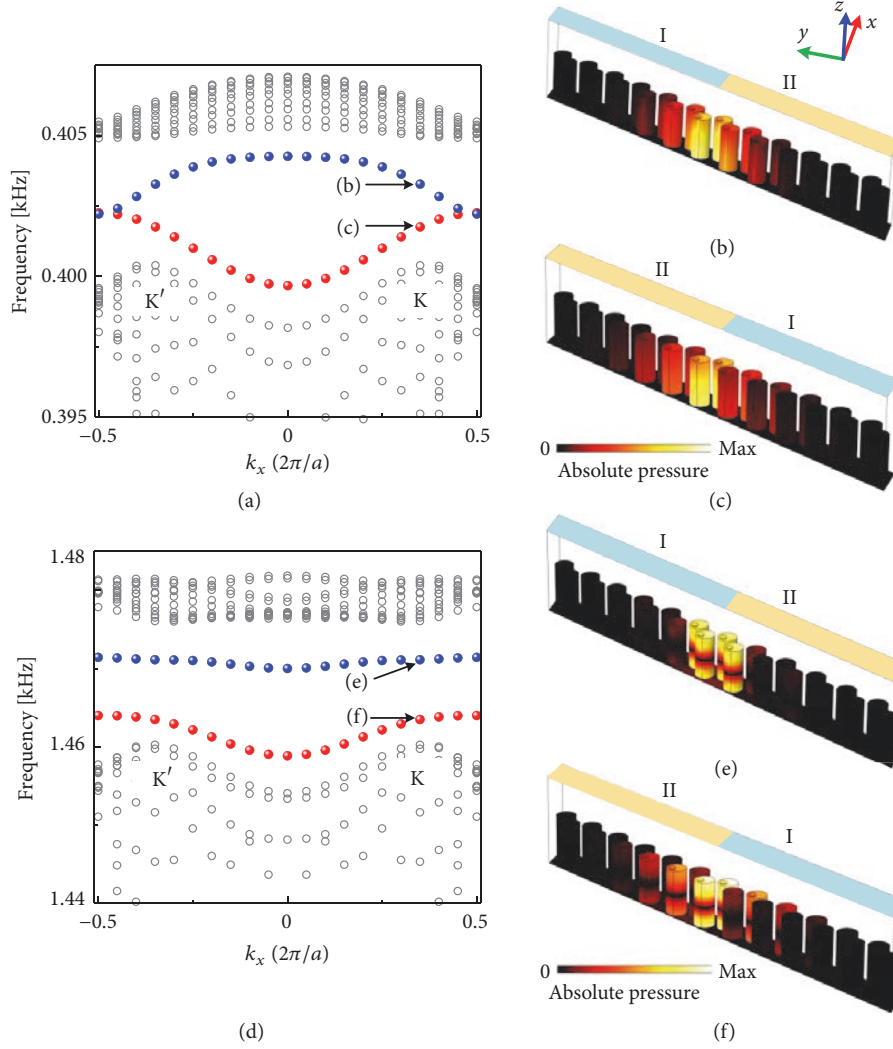 0.405
0.400
0.395
Frequency [kHz]
(b)
(c)
K′
K
−0.5
0
0.5
k_x (2π/a)
(a)
z
x
y
I
II
(b)
II
I
0
Max
Absolute pressure
(c)
1.48
1.46
1.44
Frequency [kHz]
(e)
(f)
K′
K
−0.5
0
0.5
k_x (2π/a)
(d)
I
II
(e)
II
I
0
Max
Absolute pressure
(f)